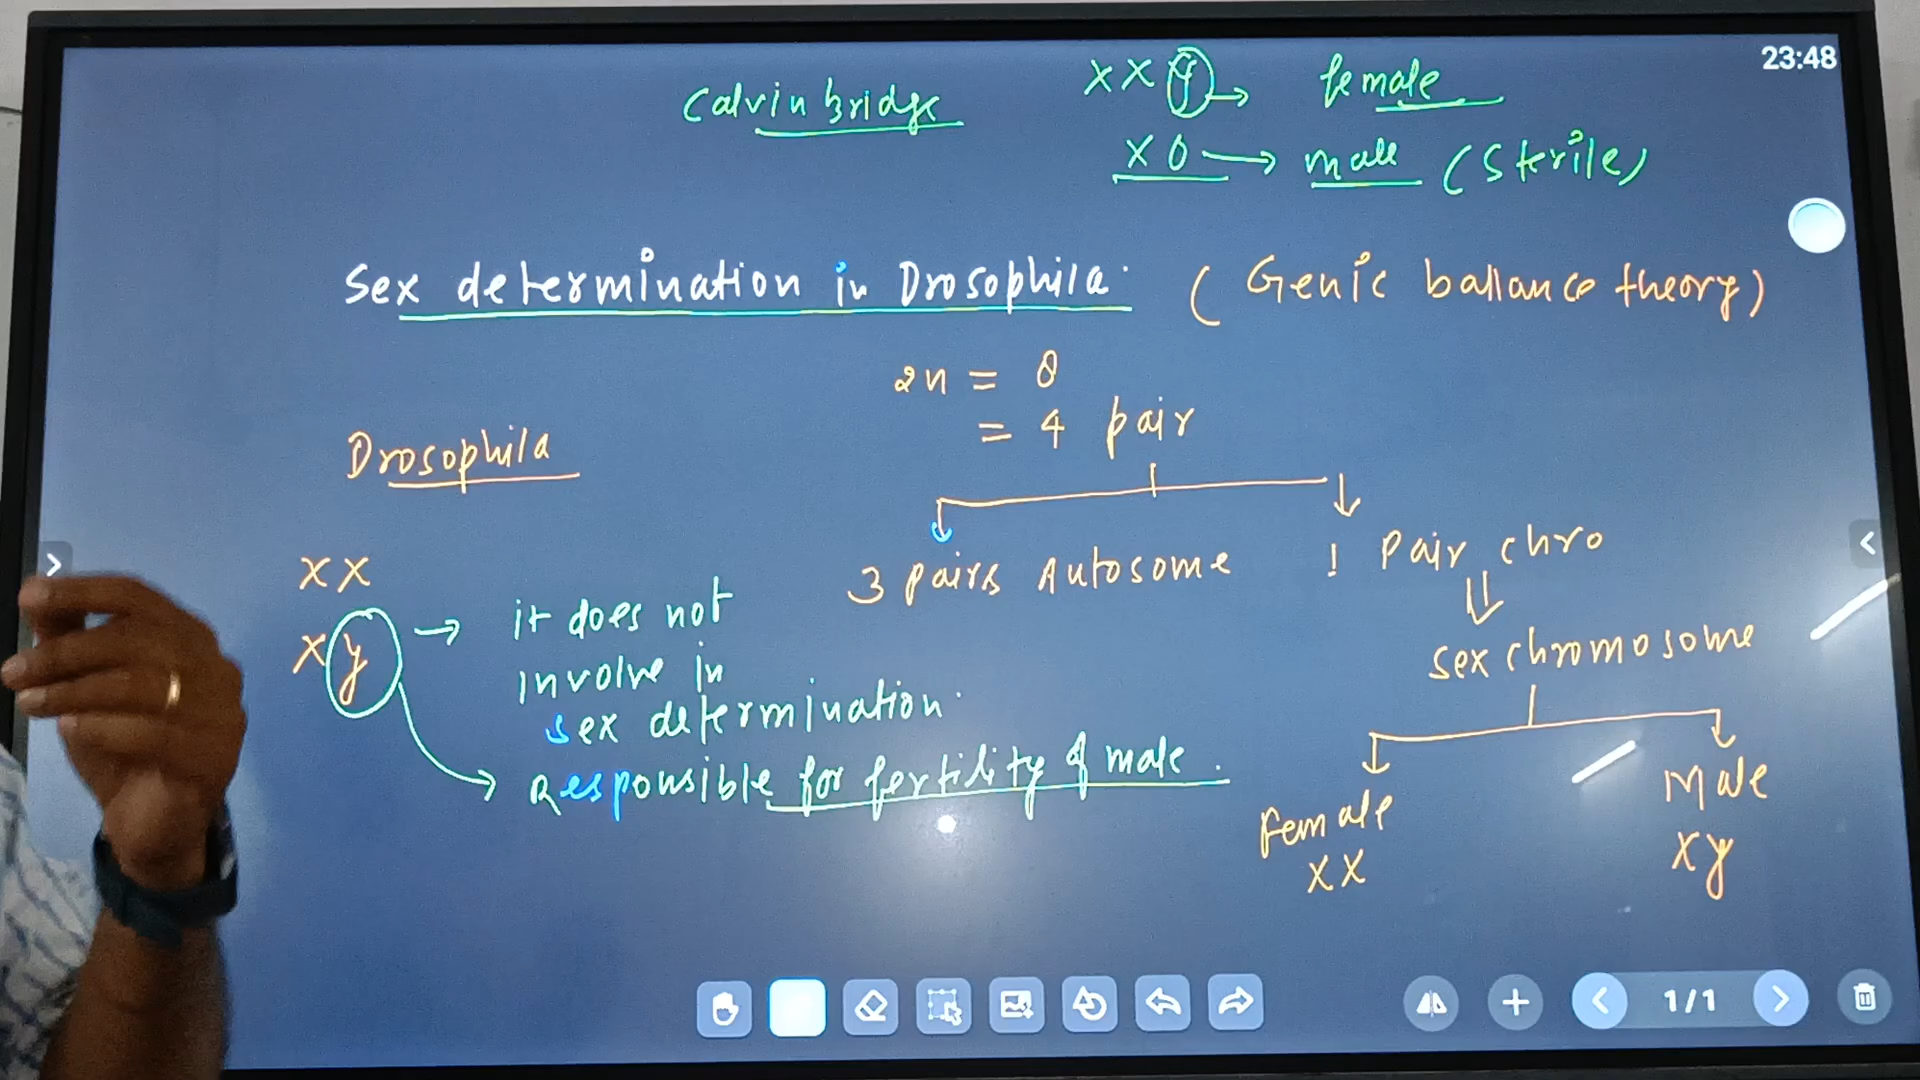 23:48
Calvin bridge
XXy → female
XO → male (Sterile)
Sex determination in Drosophila. (Genic ballance theory)
2n = 8
= 4 pair
Drosophila
3 pairs Autosome
1 pair chro
sex chromosome
Female
XX
Male
Xy
XX
Xy → it does not
involve in
sex determination.
→ Responsible for fertility of male.
1/1